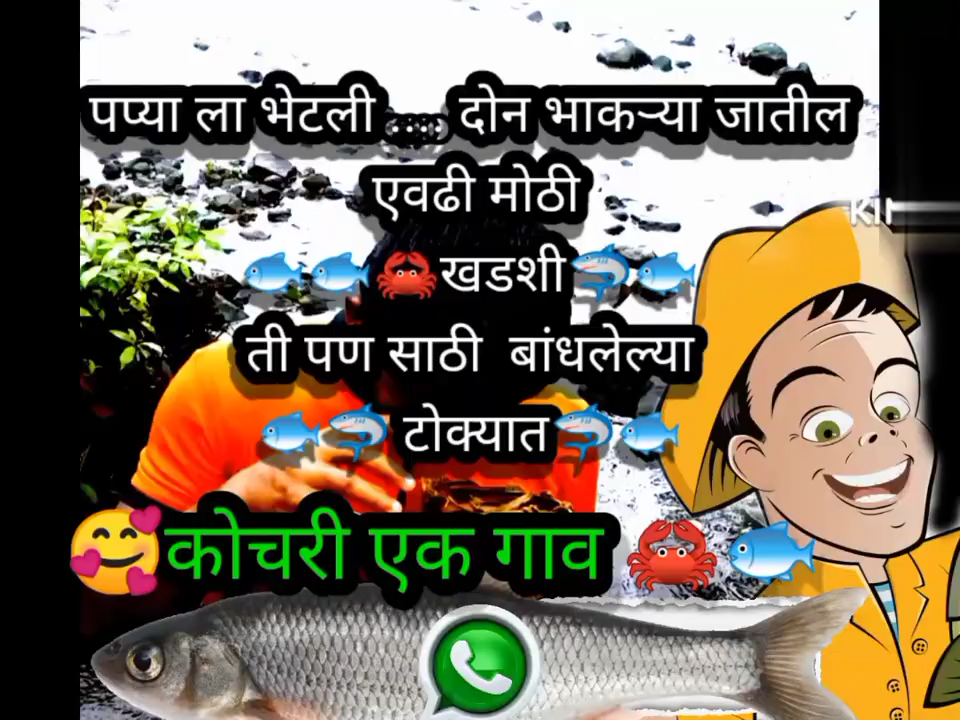 पप्या ला भेटली ,,,,, दोन भाकऱ्या जातील
एवढी मोठी
🐟🐟🦀खडशी🦈🐟
ती पण साठी बांधलेल्या
🐟🦈 टोक्यात🦈🐟
🥰कोचरी एक गाव 🦀🐟